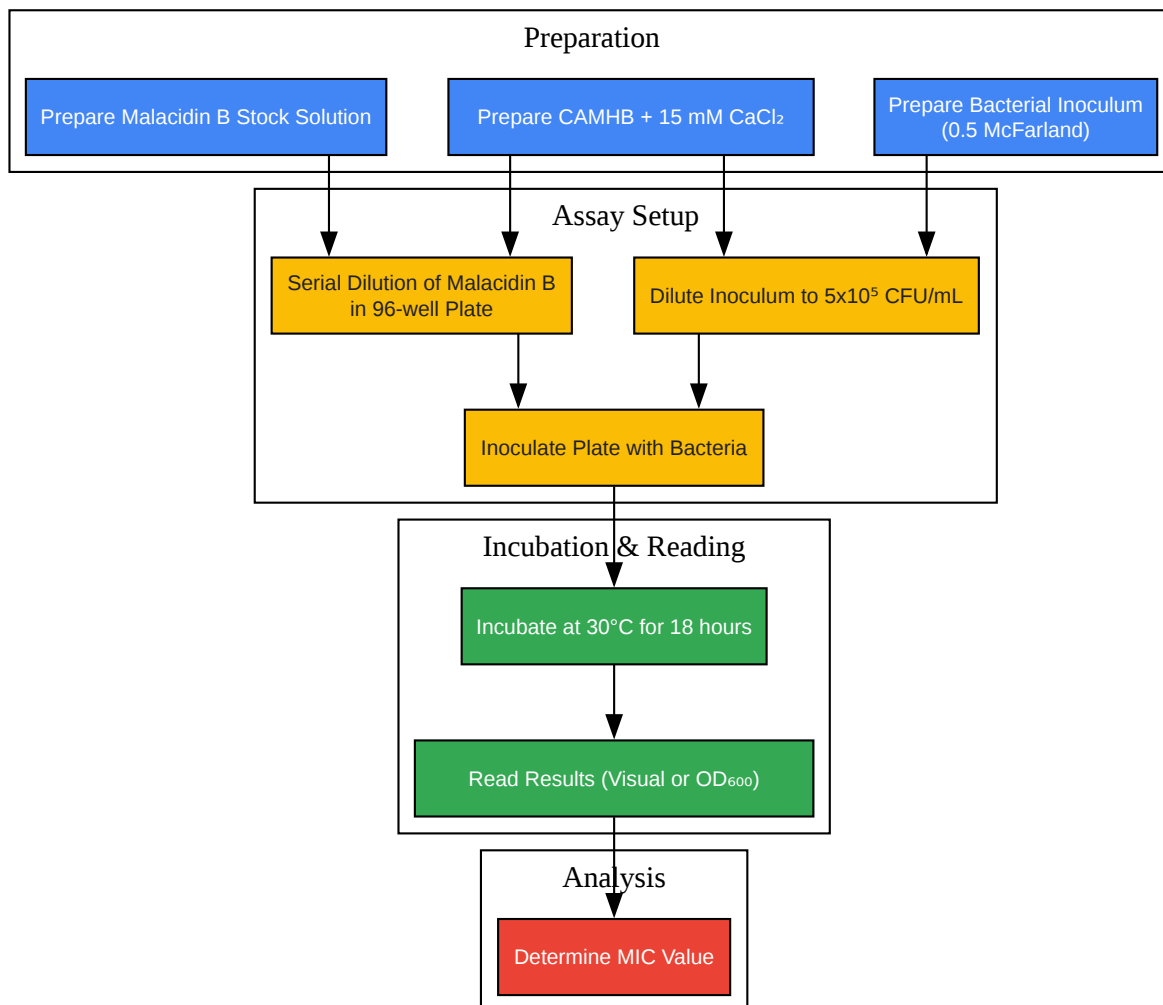 Preparation
Prepare Malacidin B Stock Solution
Prepare CAMHB + 15 mM CaCl₂
Prepare Bacterial Inoculum
(0.5 McFarland)
Assay Setup
Serial Dilution of Malacidin B
in 96-well Plate
Dilute Inoculum to 5x10⁵ CFU/mL
Inoculate Plate with Bacteria
Incubation & Reading
Incubate at 30°C for 18 hours
Read Results (Visual or OD₆₀₀)
Analysis
Determine MIC Value